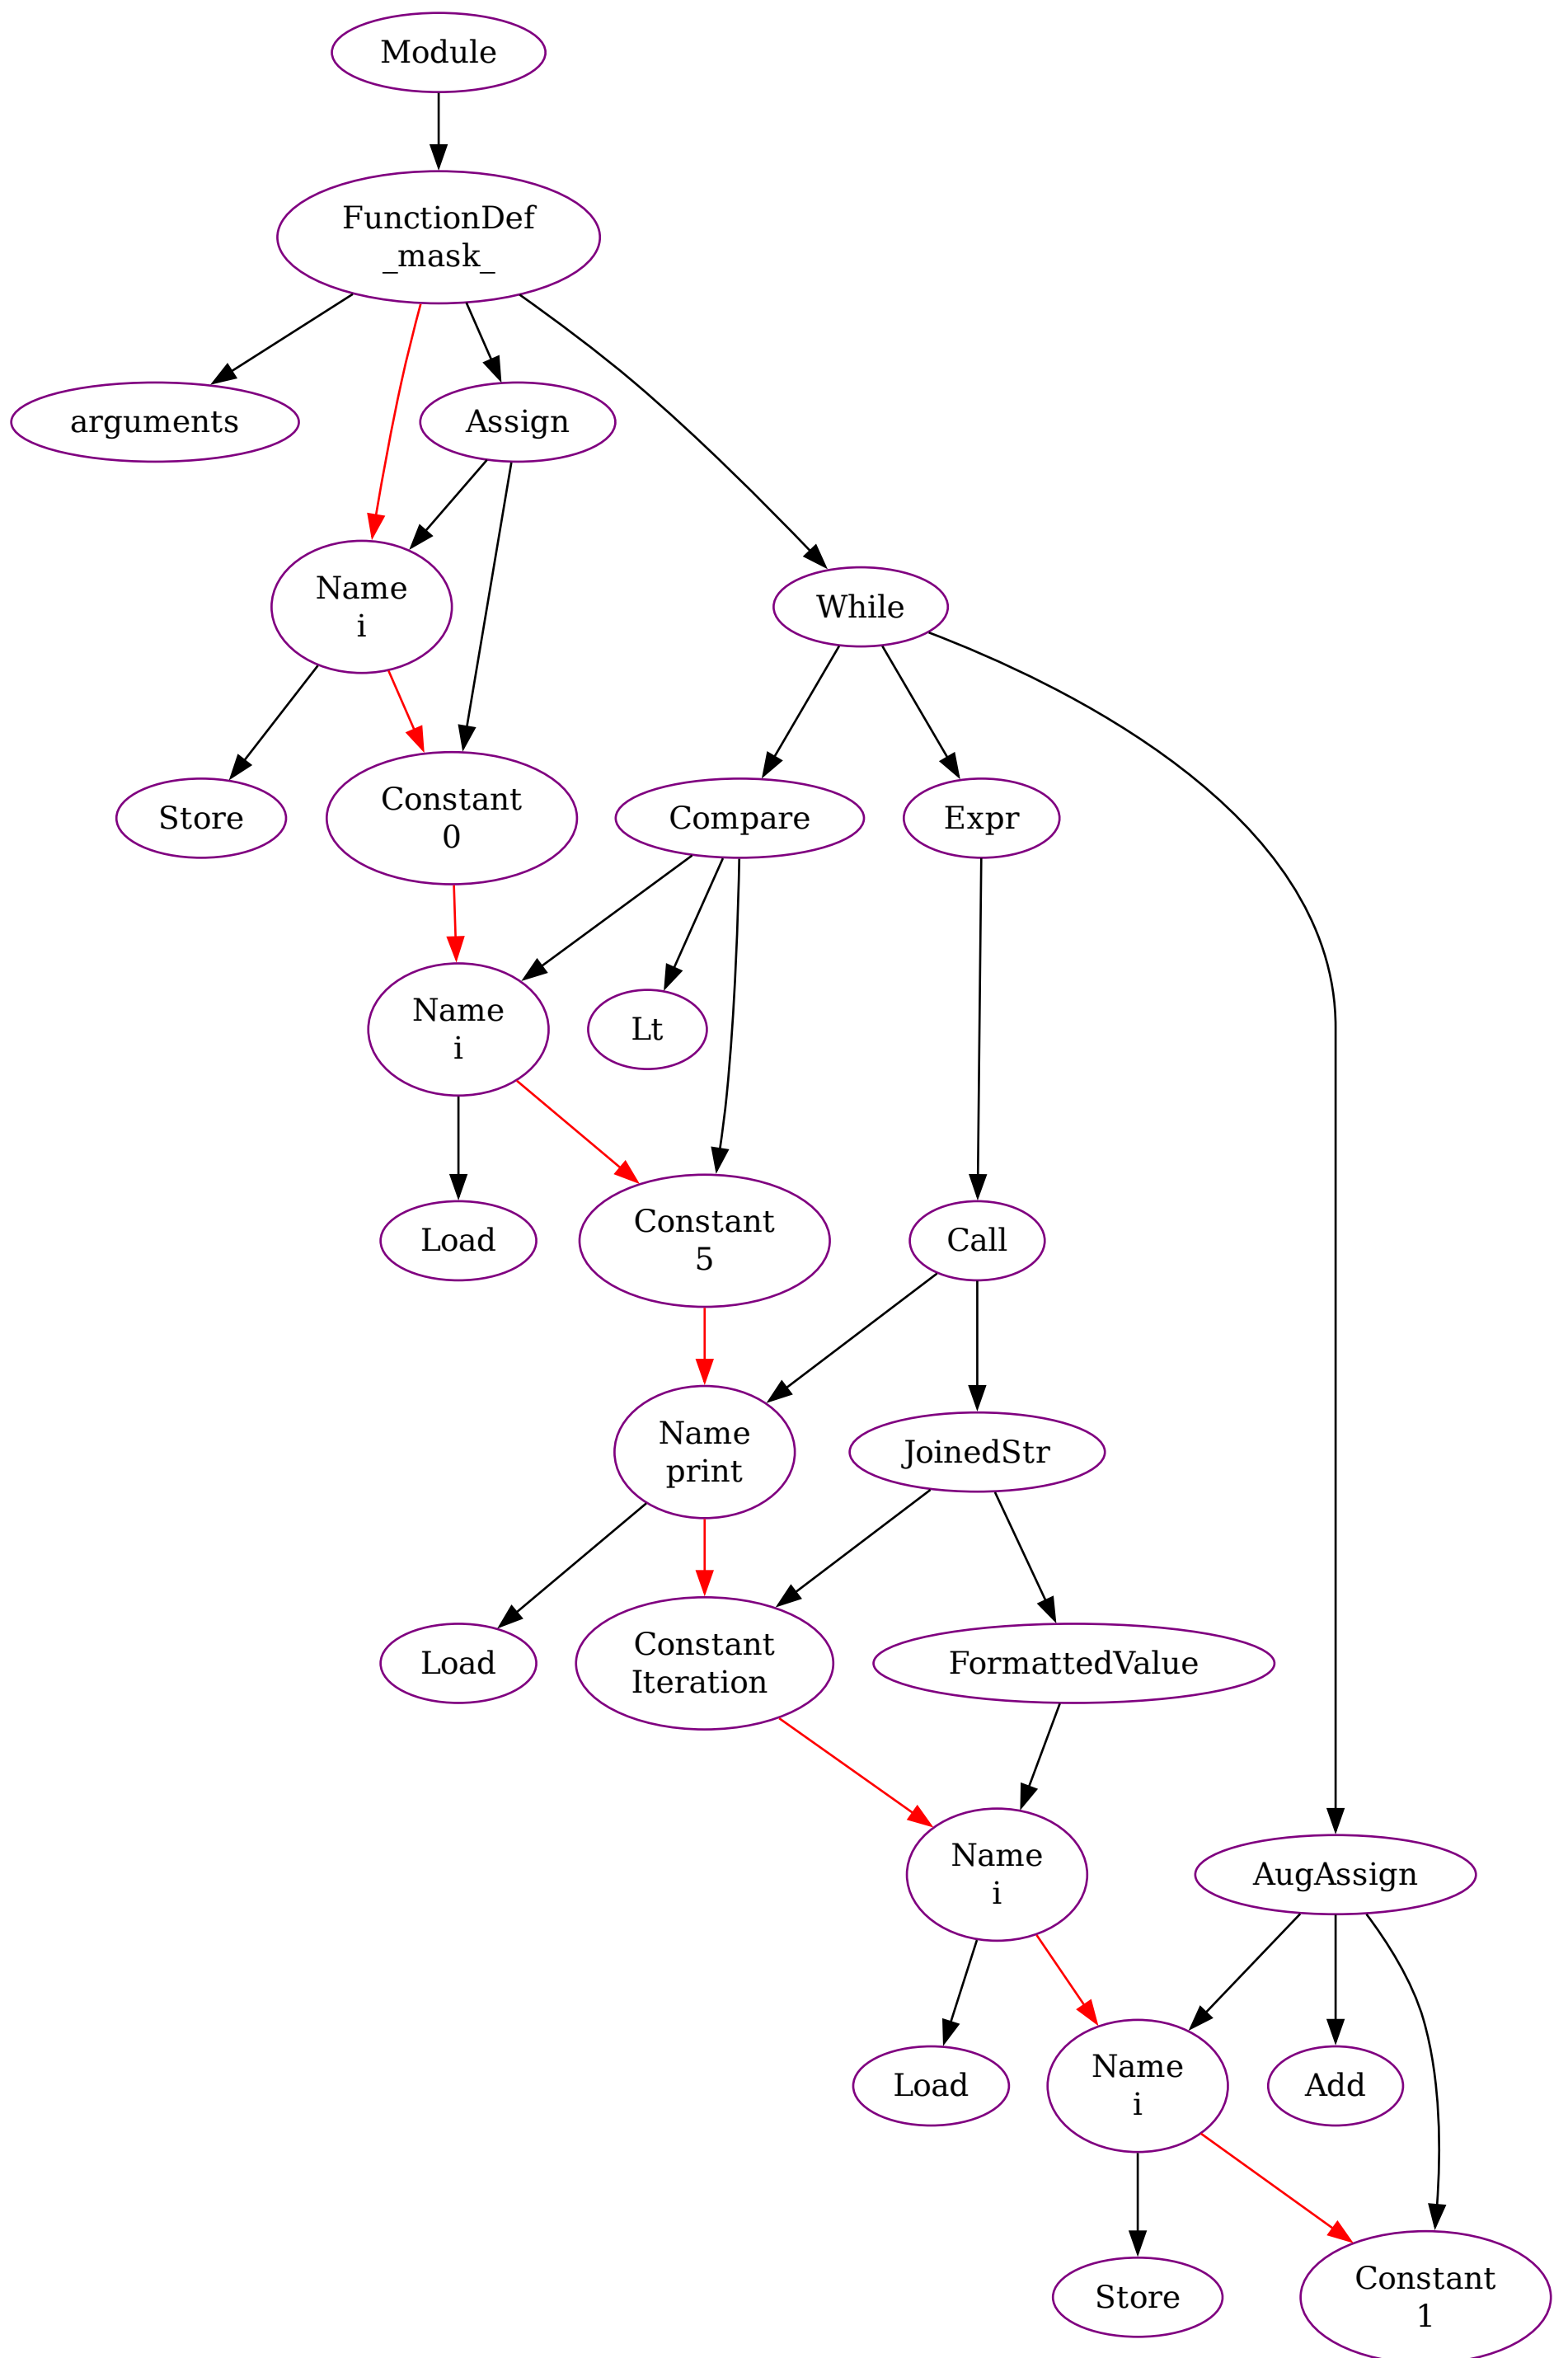 Module
FunctionDef
_mask_
arguments
Assign
Name
i
While
Store
Constant
0
Compare
Expr
Name
i
Lt
Load
Constant
5
Call
Name
print
JoinedStr
Load
Constant
Iteration
FormattedValue
Name
i
AugAssign
Load
Name
i
Add
Store
Constant
1